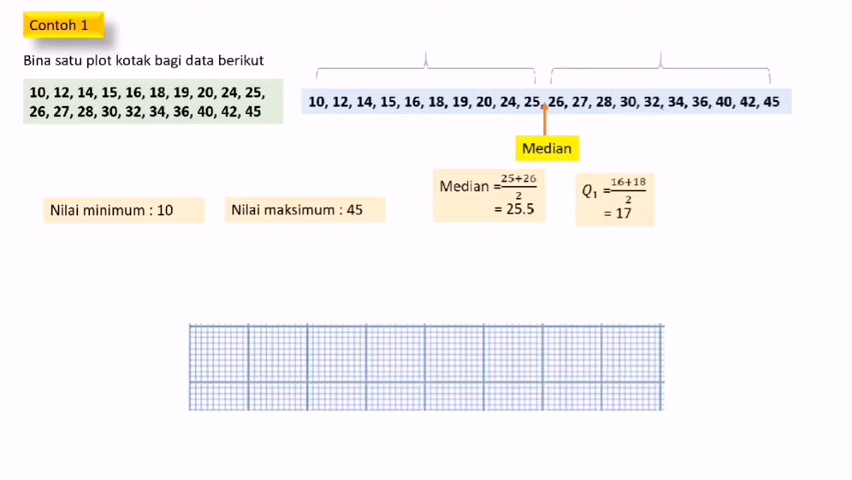 Contoh 1
Bina satu plot kotak bagi data berikut
10, 12, 14, 15, 16, 18, 19, 20, 24, 25,
26, 27, 28, 30, 32, 34, 36, 40, 42, 45
10, 12, 14, 15, 16, 18, 19, 20, 24, 25, 26, 27, 28, 30, 32, 34, 36, 40, 42, 45
Median
Nilai minimum : 10
Nilai maksimum : 45
Median = 25+26/2
= 25.5
Q₁ = 16+18/2
= 17